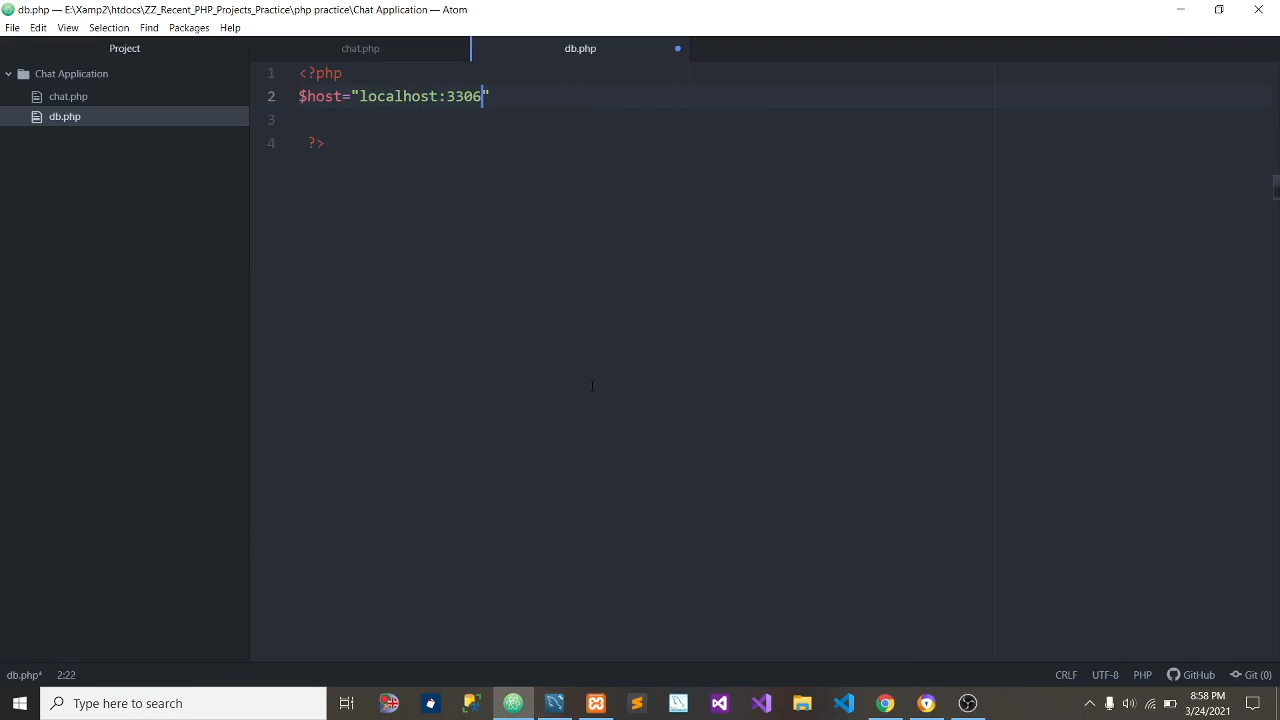 db.php — E:\Xamp2\htdocs\ZZ_Recent_PHP_Projects_Practice\php practice\Chat Application — Atom
File Edit View Selection Find Packages Help
Project
chat.php
db.php
Chat Application
chat.php
db.php
1 <?php
2 $host="localhost:3306"
3
4 ?>
db.php* 2:22
CRLF UTF-8 PHP GitHub Git (0)
Type here to search
8:58 PM
3/24/2021